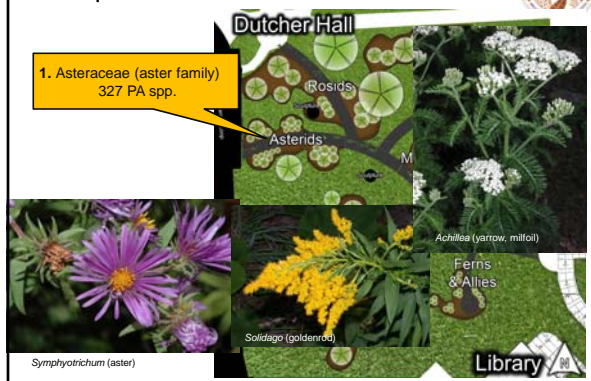 Dutcher Hall
1. Asteraceae (aster family)
327 PA spp.
Rosids
Asterids
M
Achillea (yarrow, milfoil)
Ferns
& Allies
Solidago (goldenrod)
Symphyotrichum (aster)
Library
N